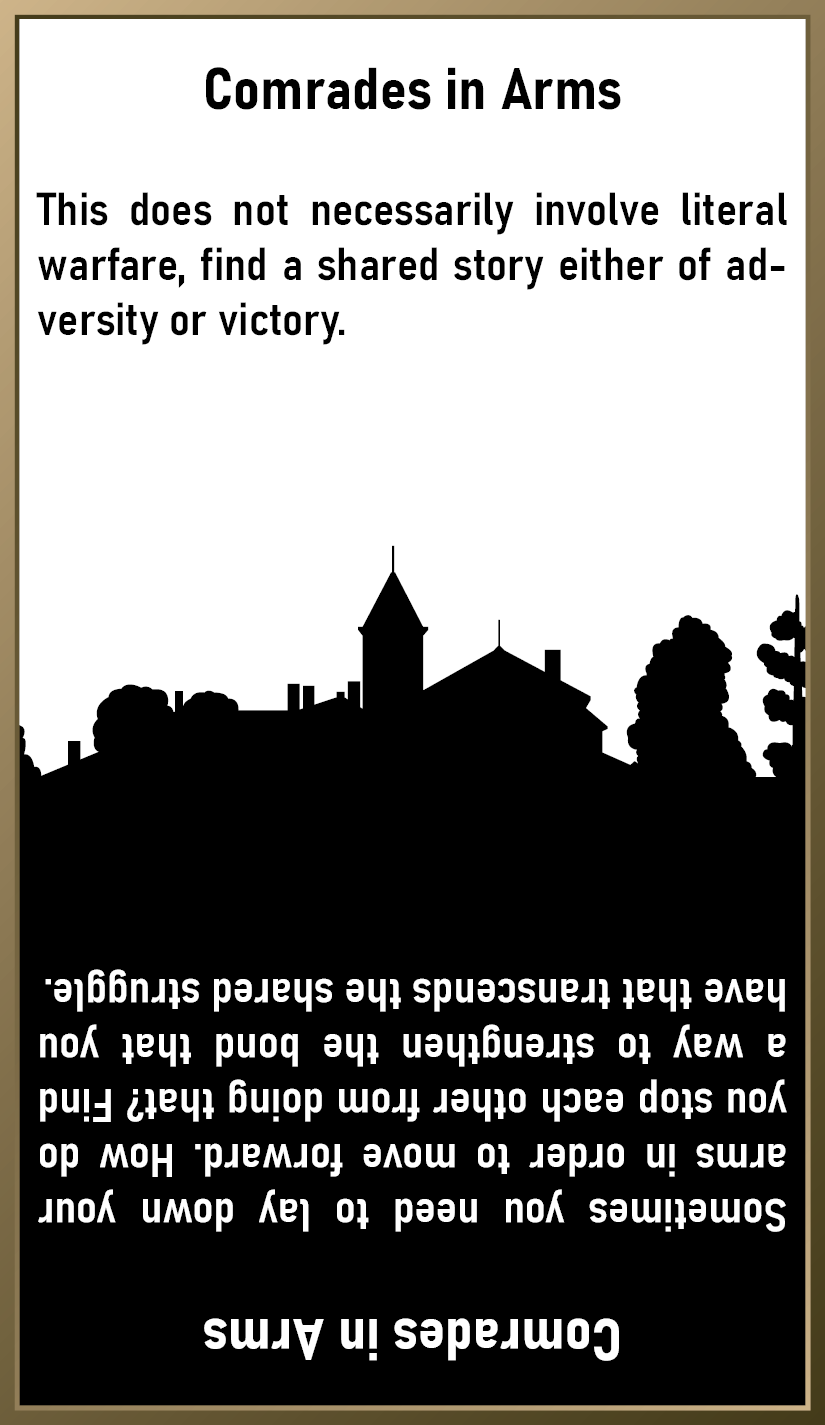 Comrades in Arms
This does not necessarily involve literal
warfare, find a shared story either of ad-
versity or victory.
Comrades in Arms
Sometimes you need to lay down your
arms in order to move forward. How do
you stop each other from doing that? Find
a way to strengthen the bond that you
have that transcends the shared struggle.